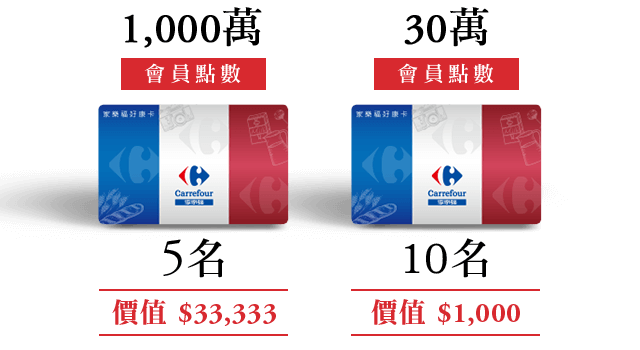 1,000萬
會員點數
家樂福好康卡
Carrefour
家樂福
5名
價值 $33,333
30萬
會員點數
家樂福好康卡
Carrefour
家樂福
10名
價值 $1,000